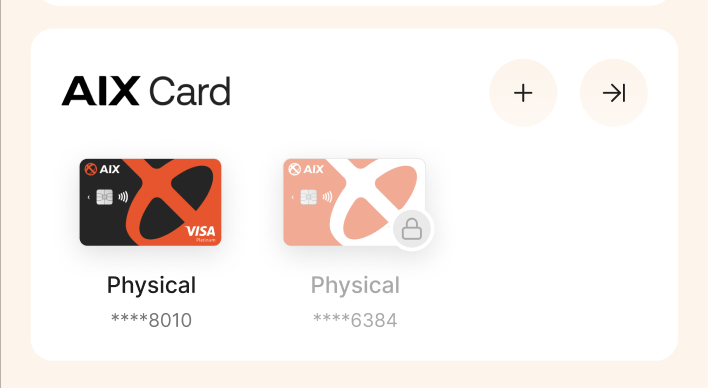 AIX Card
AIX
VISA
Platinum
AIX
Physical
Physical
****8010
****6384